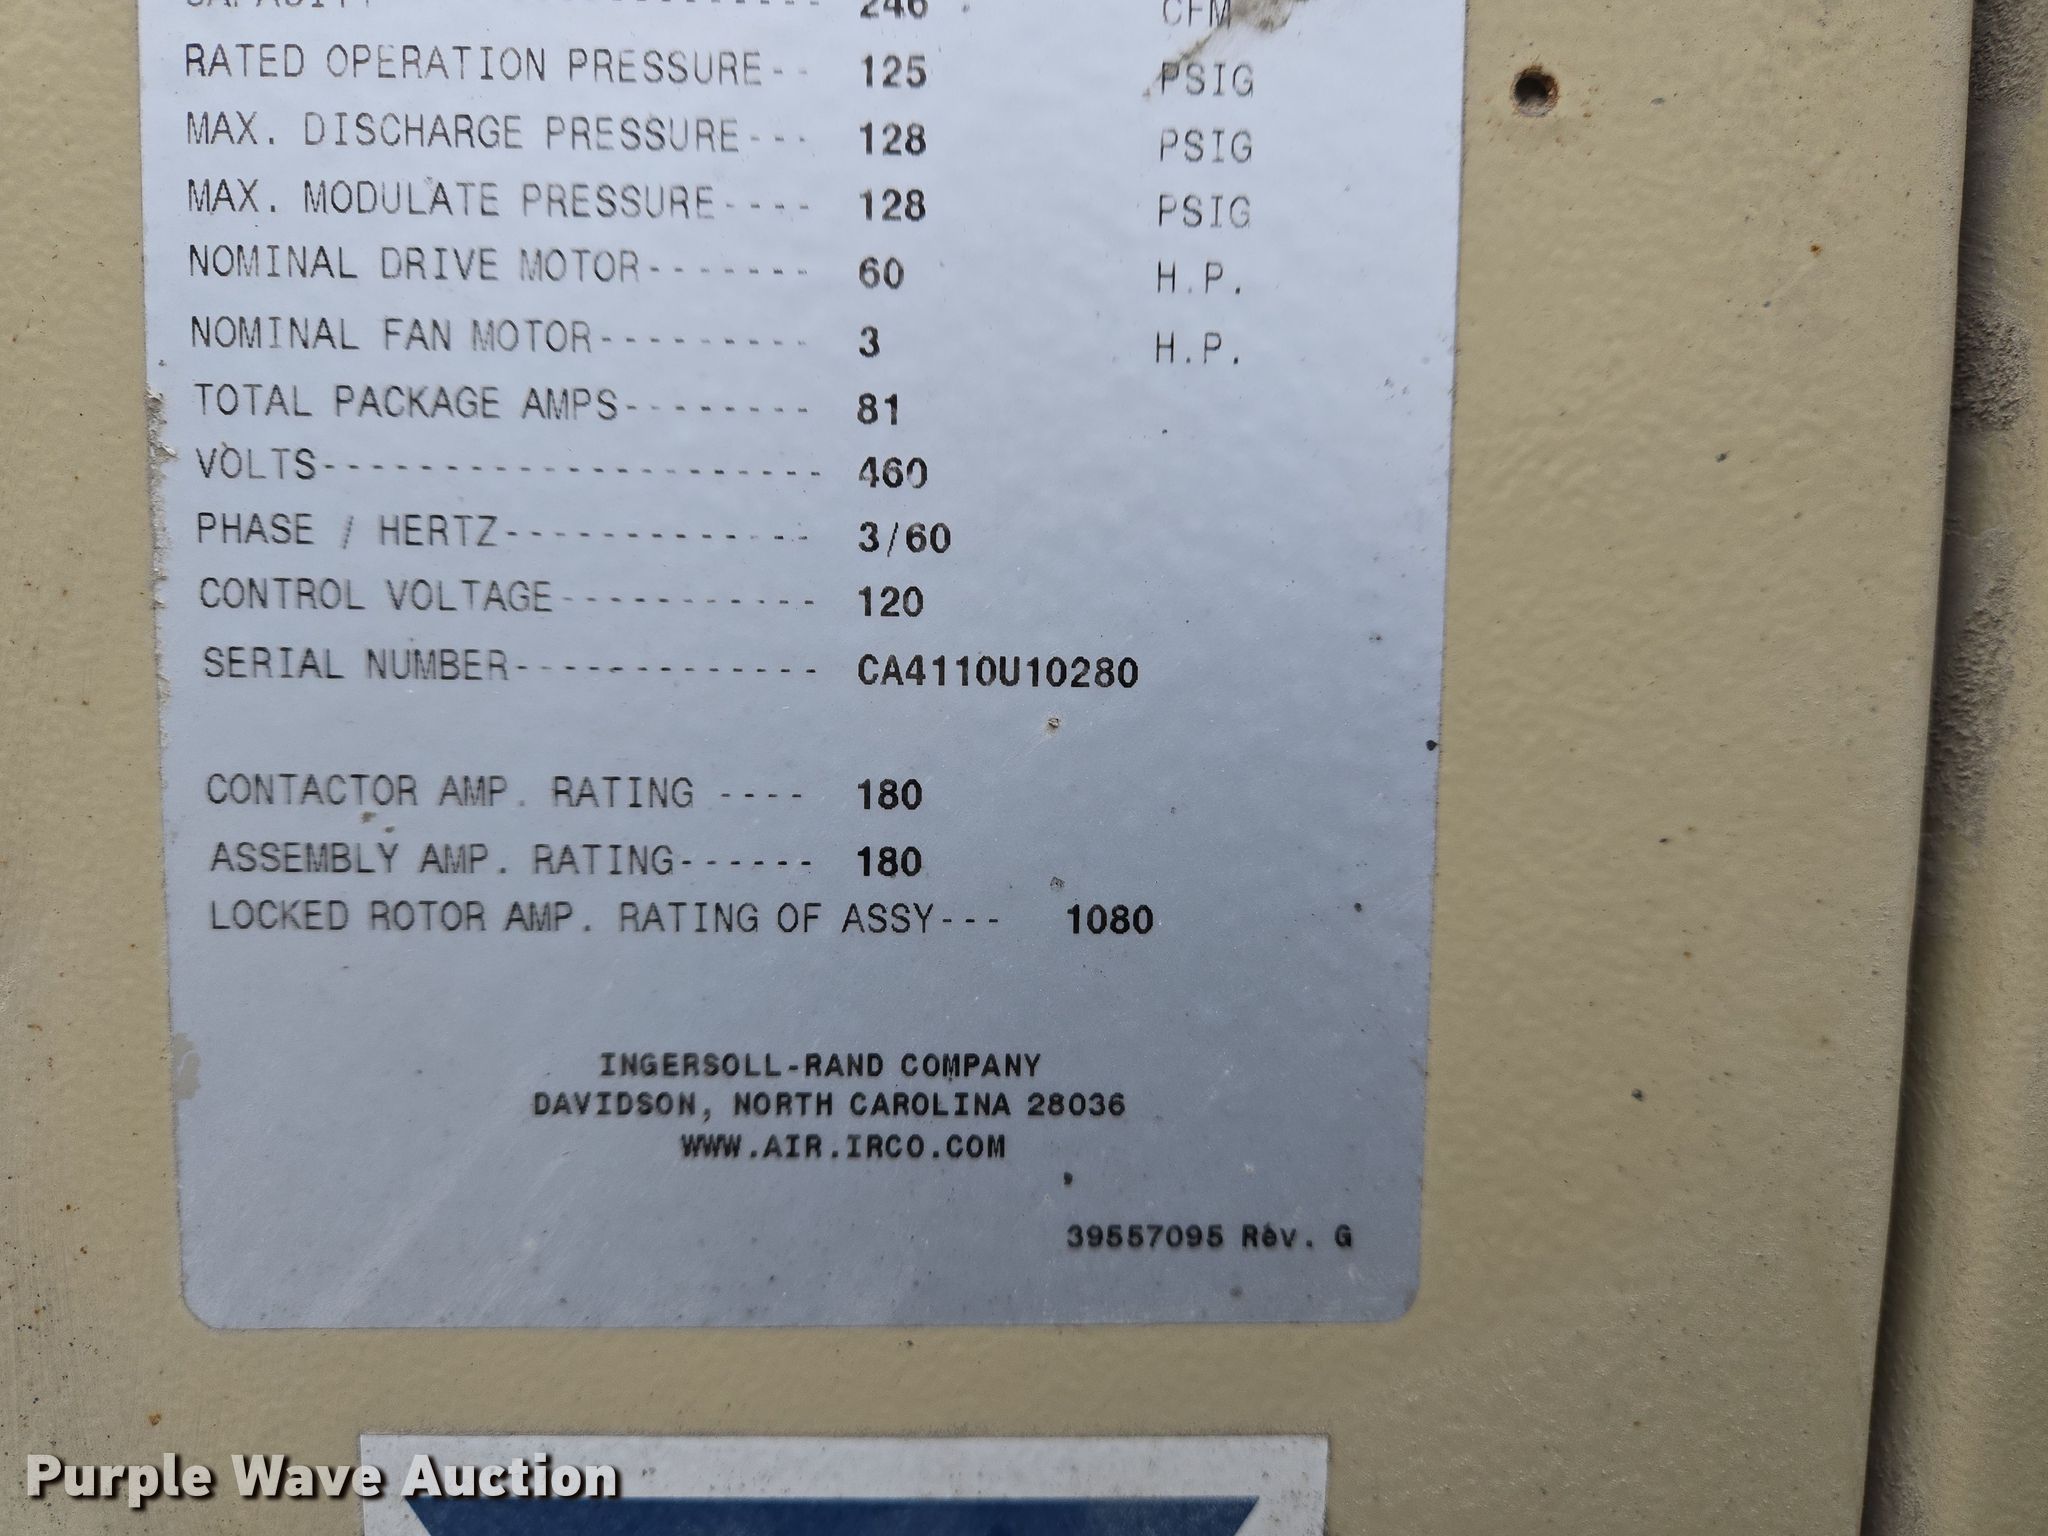 CAPACITY------------- 246 CFM
RATED OPERATION PRESSURE-- 125 PSIG
MAX. DISCHARGE PRESSURE--- 128 PSIG
MAX. MODULATE PRESSURE---- 128 PSIG
NOMINAL DRIVE MOTOR------- 60 H.P.
NOMINAL FAN MOTOR--------- 3 H.P.
TOTAL PACKAGE AMPS-------- 81
VOLTS--------------------- 460
PHASE / HERTZ------------- 3/60
CONTROL VOLTAGE----------- 120
SERIAL NUMBER------------- CA4110U10280
CONTACTOR AMP. RATING ---- 180
ASSEMBLY AMP. RATING------ 180
LOCKED ROTOR AMP. RATING OF ASSY--- 1080
INGERSOLL-RAND COMPANY
DAVIDSON, NORTH CAROLINA 28036
WWW.AIR.IRCO.COM
39557095 Rev. G
Purple Wave Auction